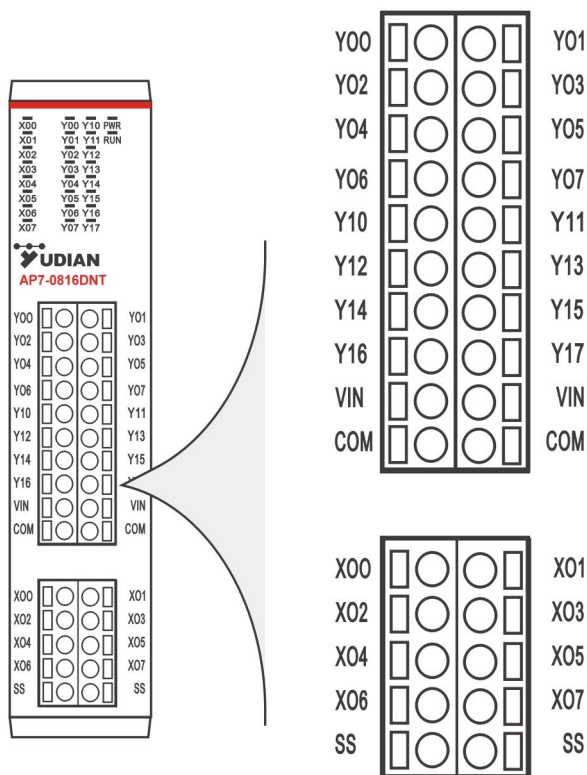 X00 Y00 Y10 PWR
X01 Y01 Y11 RUN
X02 Y02 Y12
X03 Y03 Y13
X04 Y04 Y14
X05 Y05 Y15
X06 Y06 Y16
X07 Y07 Y17
YUDIAN
AP7-0816DNT
Y00 Y01
Y02 Y03
Y04 Y05
Y06 Y07
Y10 Y11
Y12 Y13
Y14 Y15
Y16
VIN VIN
COM COM
X00 X01
X02 X03
X04 X05
X06 X07
SS SS
Y00 Y01
Y02 Y03
Y04 Y05
Y06 Y07
Y10 Y11
Y12 Y13
Y14 Y15
Y16 Y17
VIN VIN
COM COM
X00 X01
X02 X03
X04 X05
X06 X07
SS SS